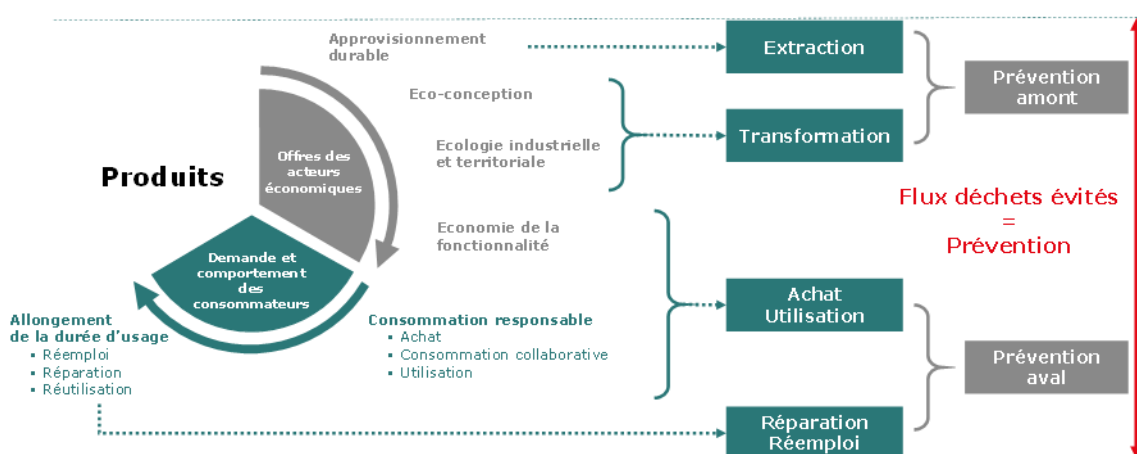 Approvisionnement
durable
Extraction
Eco-conception
Prévention
amont
Ecologie industrielle
et territoriale
Transformation
Produits
Offres des
acteurs
économiques
Flux déchets évités
=
Prévention
Economie de la
fonctionnalité
Demande et
comportement
des
consommateurs
Achat
Utilisation
Allongement
de la durée d’usage
▪ Réemploi
▪ Réparation
▪ Réutilisation
Consommation responsable
▪ Achat
▪ Consommation collaborative
▪ Utilisation
Prévention
aval
Réparation
Réemploi